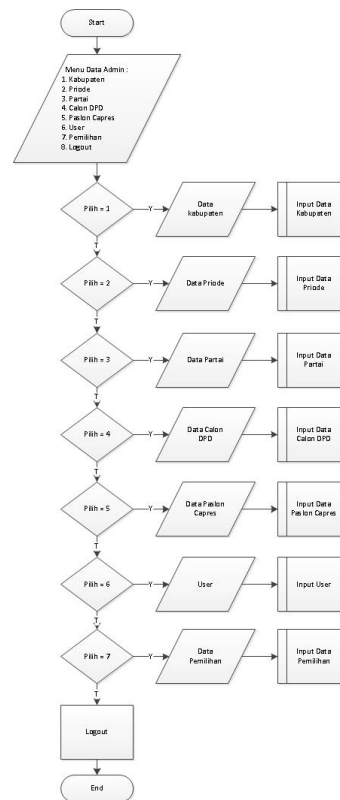 Start
Menu Data Admin :
1. Kabupaten
2. Priode
3. Partai
4. Calon DPD
5. Paslon Capres
6. User
7. Pemilihan
8. Logout
Pilih = 1
Y
Data
kabupaten
Input Data
Kabupaten
T
Pilih = 2
Y
Data Priode
Input Data
Priode
T
Pilih = 3
Y
Data Partai
Input Data
Partai
T
Pilih = 4
Y
Data Calon
DPD
Input Data
Calon DPD
T
Pilih = 5
Y
Data Paslon
Capres
Input Data
Paslon Capres
T
Pilih = 6
Y
User
Input User
T
Pilih = 7
Y
Data
Pemilihan
Input Data
Pemilihan
T
Logout
End